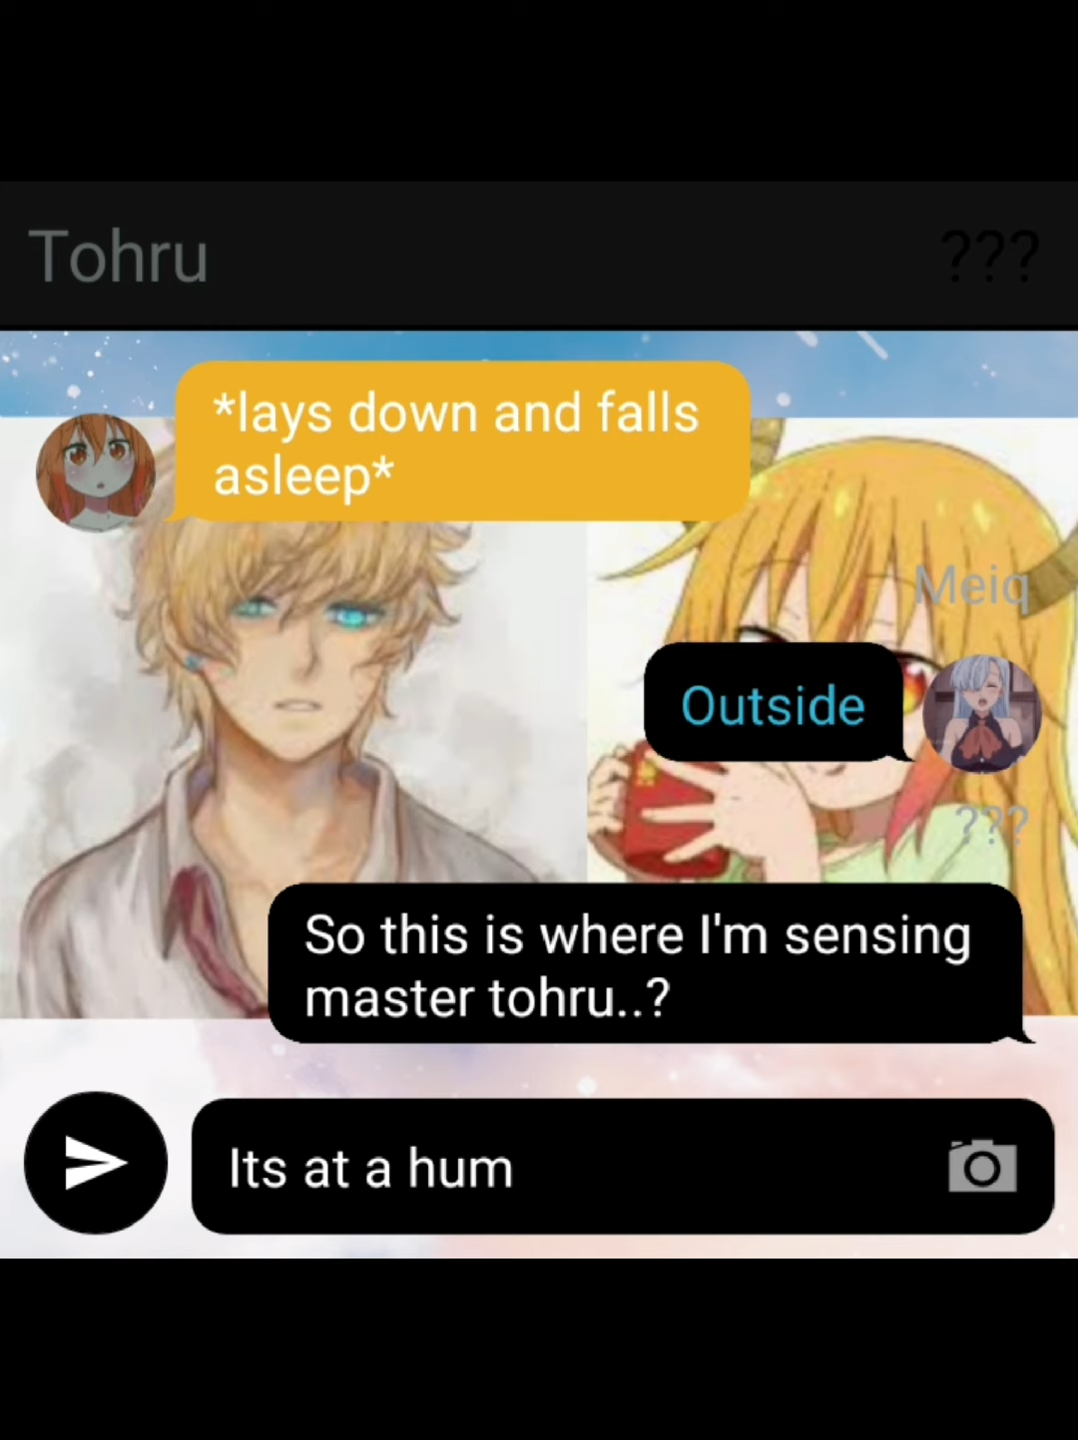 Tohru
???
*lays down and falls
asleep*
Meiq
Outside
???
So this is where I'm sensing
master tohru..?
Its at a hum